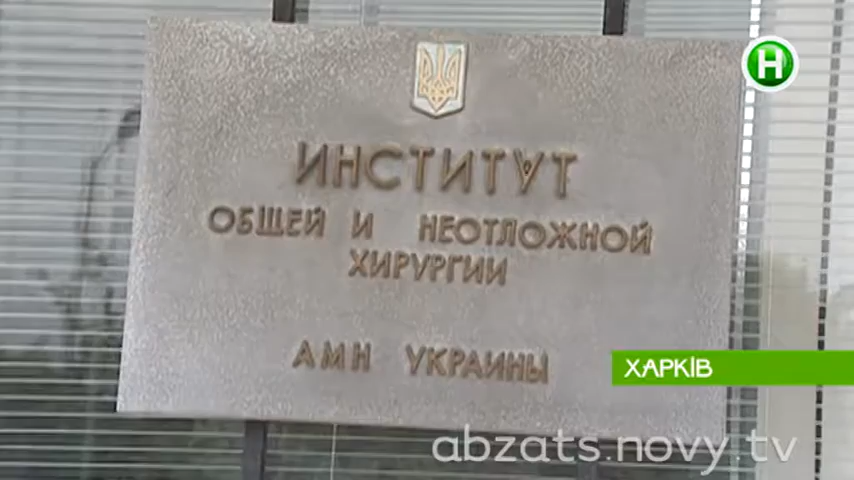 Н
ИНСТИТУТ
ОБЩЕЙ И НЕОТЛОЖНОЙ
ХИРУРГИИ
АМН УКРАИНЫ
ХАРКІВ
abzats.novy.tv